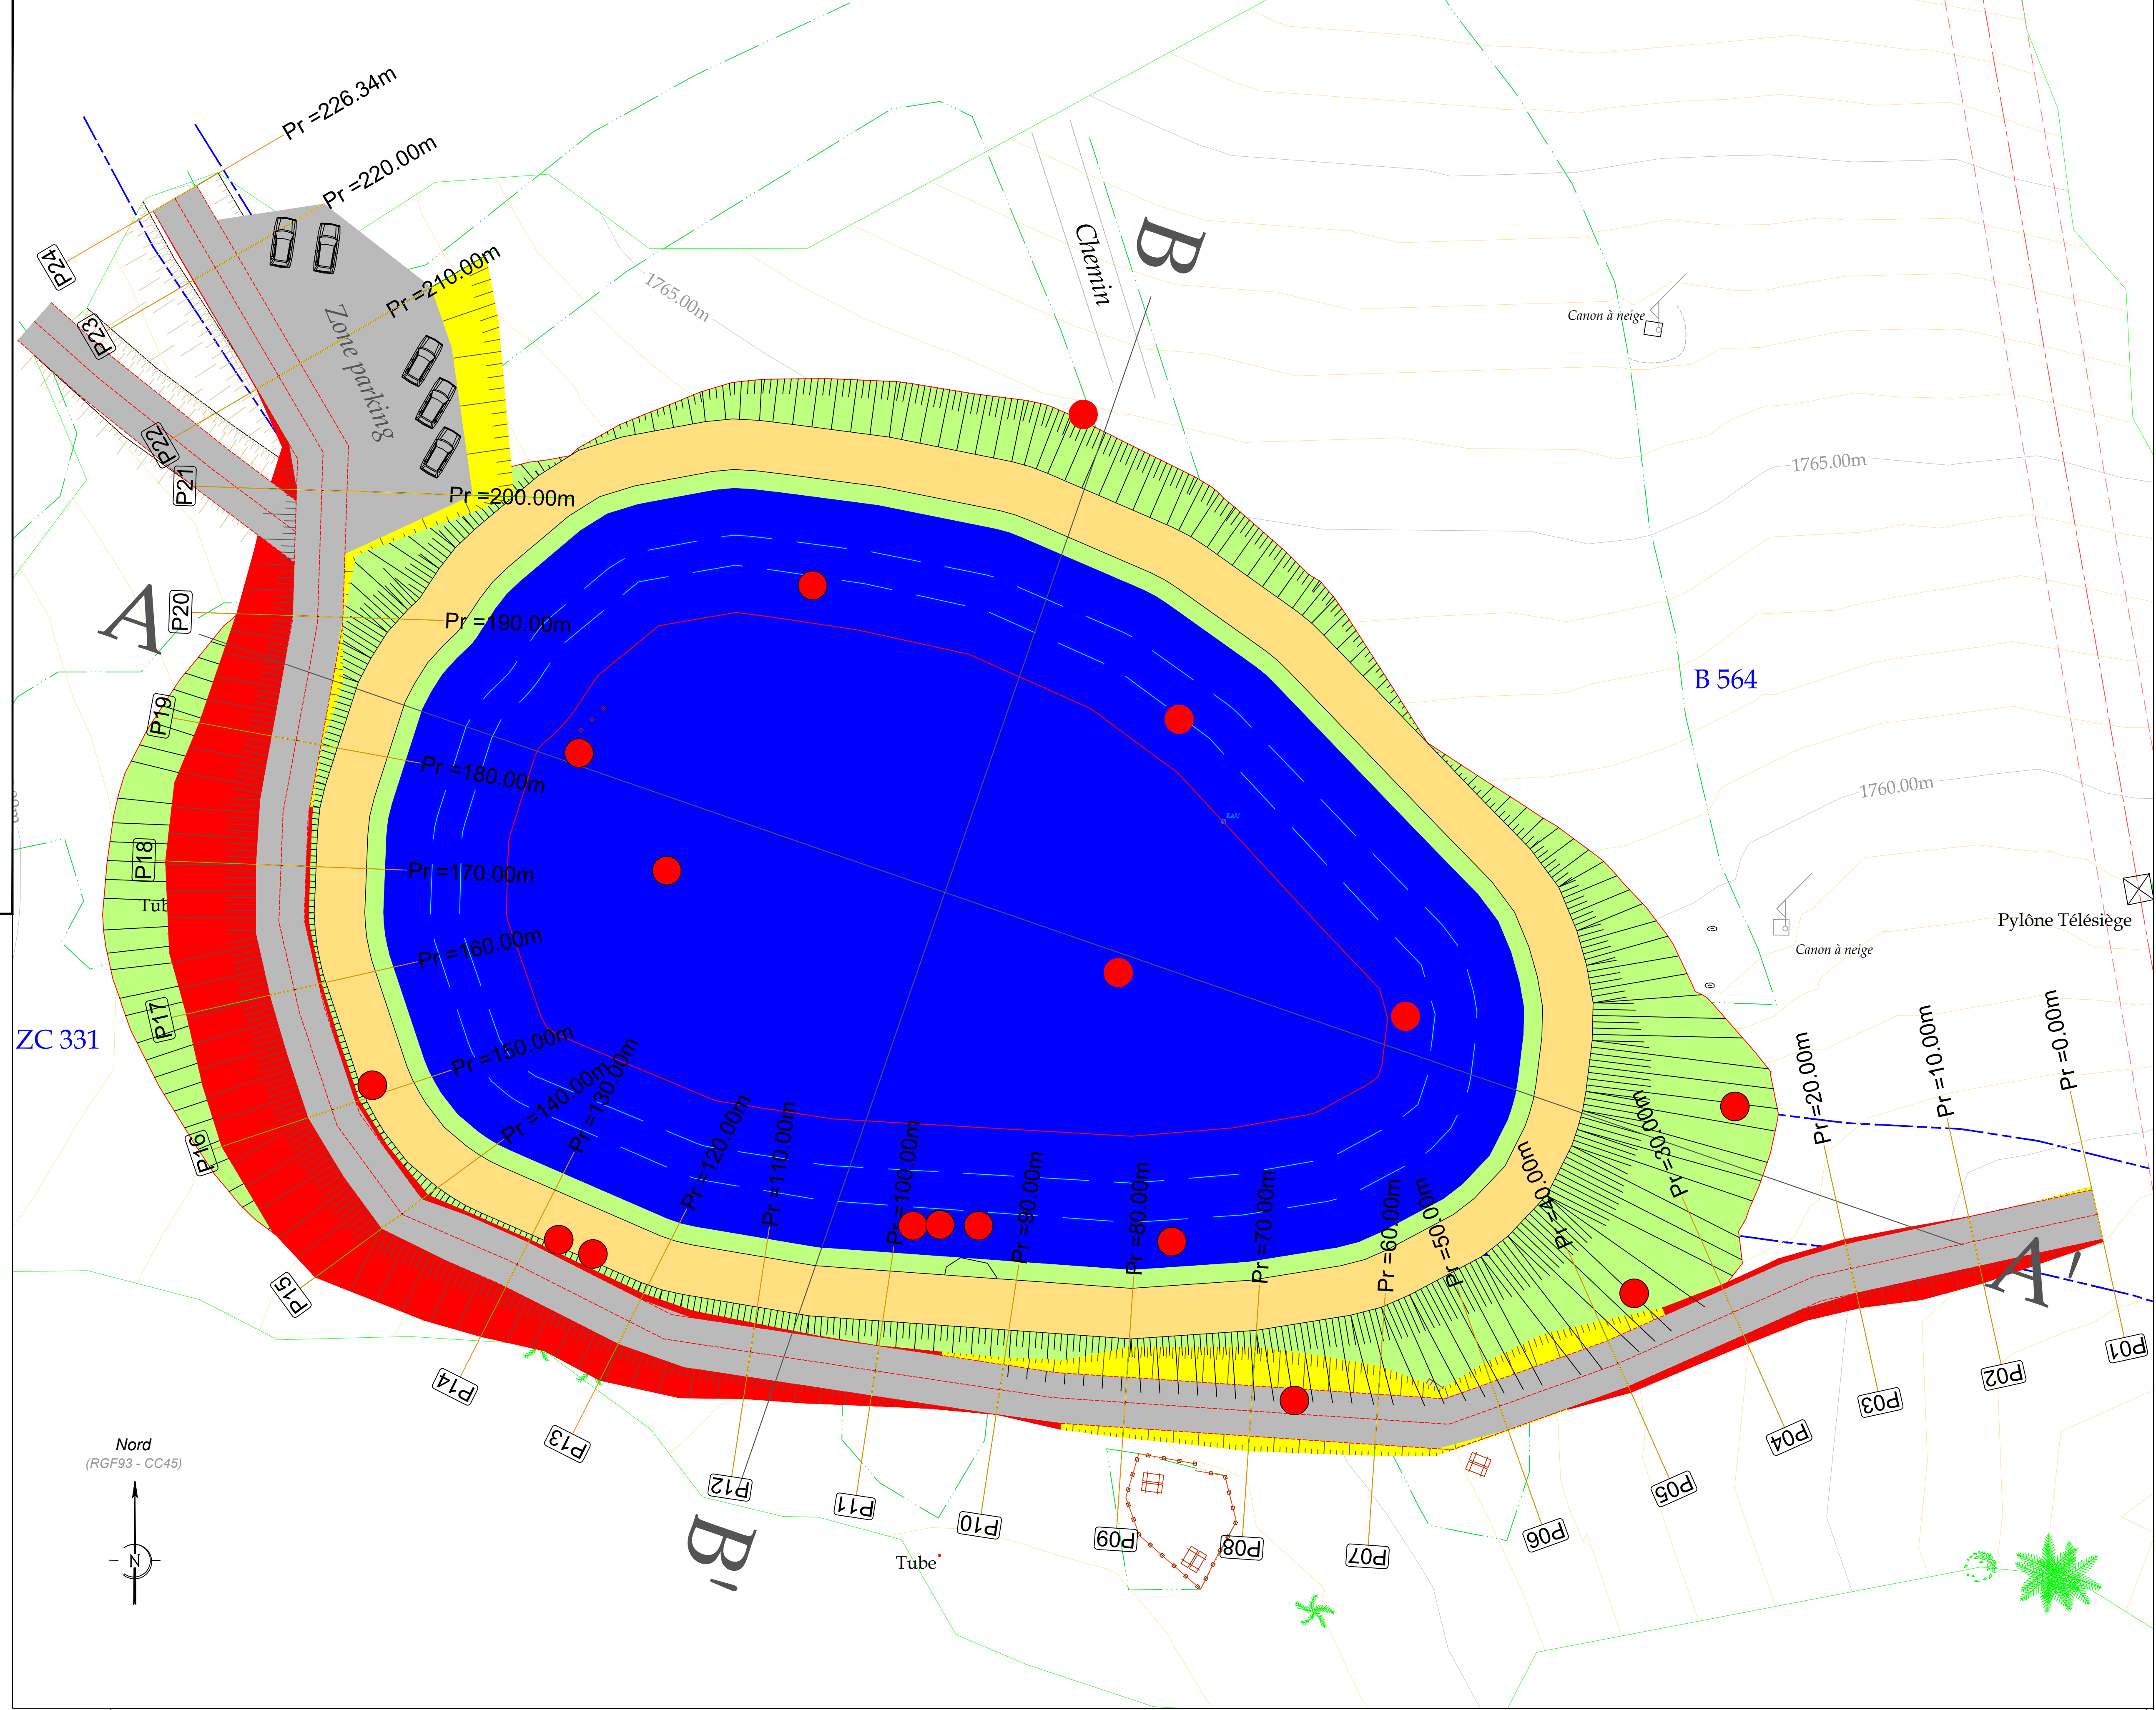 Pr =226.34m
Pr =220.00m
Pr =210.00m
P24
P23
P22
P21
Zone parking
Chemin
B
1765.00m
Canon à neige
1765.00m
Pr =200.00m
A
P20
Pr =190.00m
B 564
P19
Pr =180.00m
1760.00m
EAU
P18
Pr =170.00m
Tub
Pylône Télésiège
Canon à neige
Pr =160.00m
P17
ZC 331
Pr =150.00m
Pr =140.00m
Pr =130.00m
Pr =120.00m
Pr =110.00m
Pr =100.00m
Pr =90.00m
Pr =80.00m
Pr =70.00m
Pr =60.00m
Pr =50.00m
Pr =40.00m
Pr =30.00m
Pr =20.00m
Pr =10.00m
Pr =0.00m
P16
P15
A'
P14
P13
P12
P11
P10
P09
P08
P07
P06
P05
P04
P03
P02
P01
B'
Tube
Nord
(RGF93 - CC45)
N